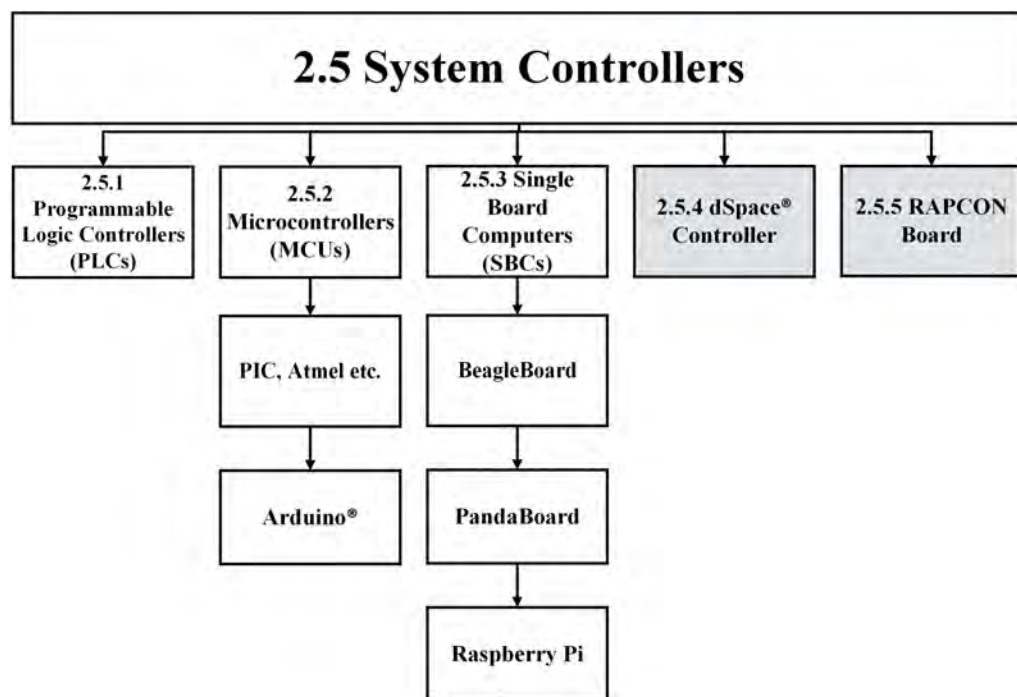 2.5 System Controllers
2.5.1
Programmable
Logic Controllers
(PLCs)
2.5.2
Microcontrollers
(MCUs)
2.5.3 Single
Board
Computers
(SBCs)
2.5.4 dSpace®
Controller
2.5.5 RAPCON
Board
PIC, Atmel etc.
BeagleBoard
Arduino®
PandaBoard
Raspberry Pi